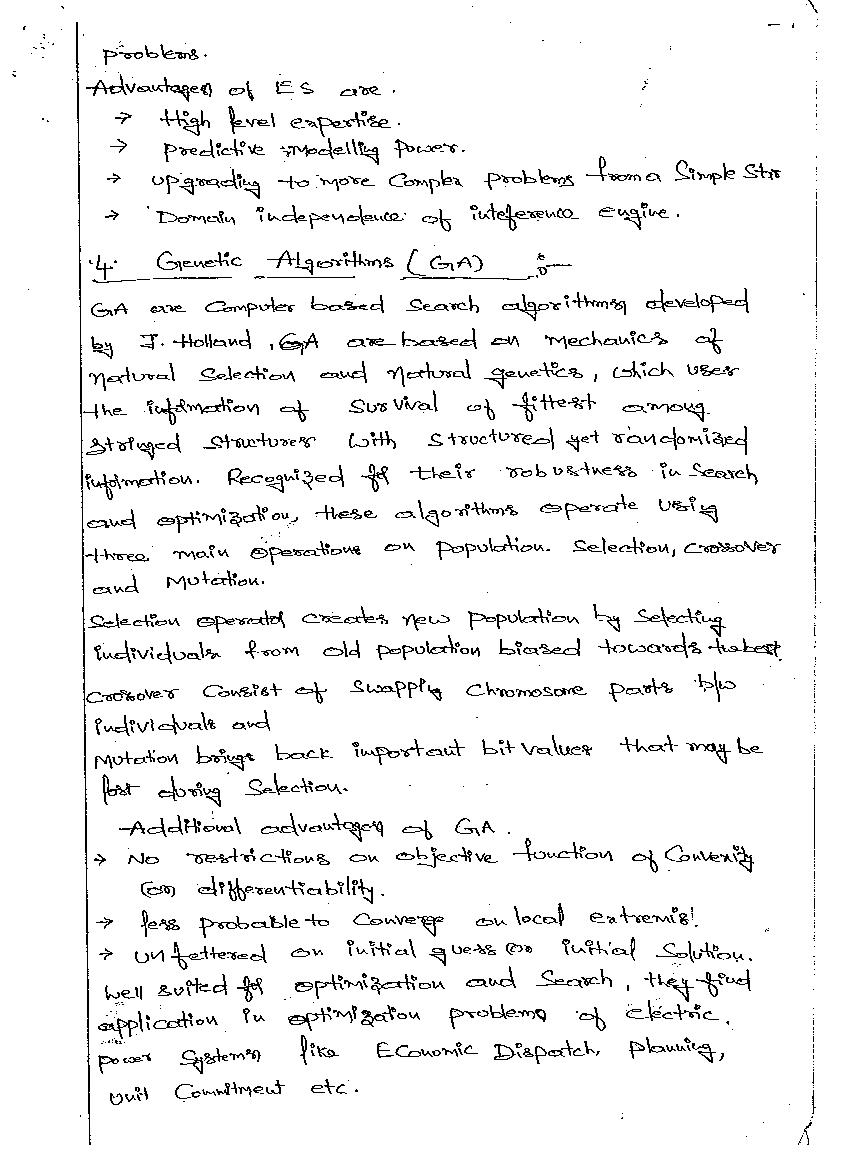 problems.
Advantages of ES are.
→ High level expertise.
→ predictive modelling power.
→ upgrading to more Complex problems from a Simple Str
→ Domain independence of inteference engine.
4. Genetic Algorithms (GA) :-
GA are Computer based Search algorithms developed
by J. Holland, GA are based on mechanics of
natural Selection and natural genetics, which uses
the information of Survival of fittest among
Stringed structures with structured yet randomized
information. Recognized for their robustness in Search
and optimization, these algorithms operate using
three main operations on population. Selection, crossover
and Mutation.
Selection operator creates new population by Selecting
individuals from old population biased towards the best
Crossover Consist of swapping chromosome parts b/w
individuals and
Mutation brings back important bit values that may be
lost during Selection.
Additional advantages of GA.
→ No restrictions on objective function of Convexity
(or) differentiability.
→ less probable to Converge on local extremis!
→ unfettered on initial guess (or) initial Solution.
Well suited for optimization and Search, they find
application in optimization problems of electric
power Systems like Economic Dispatch, planning,
unit Commitment etc.